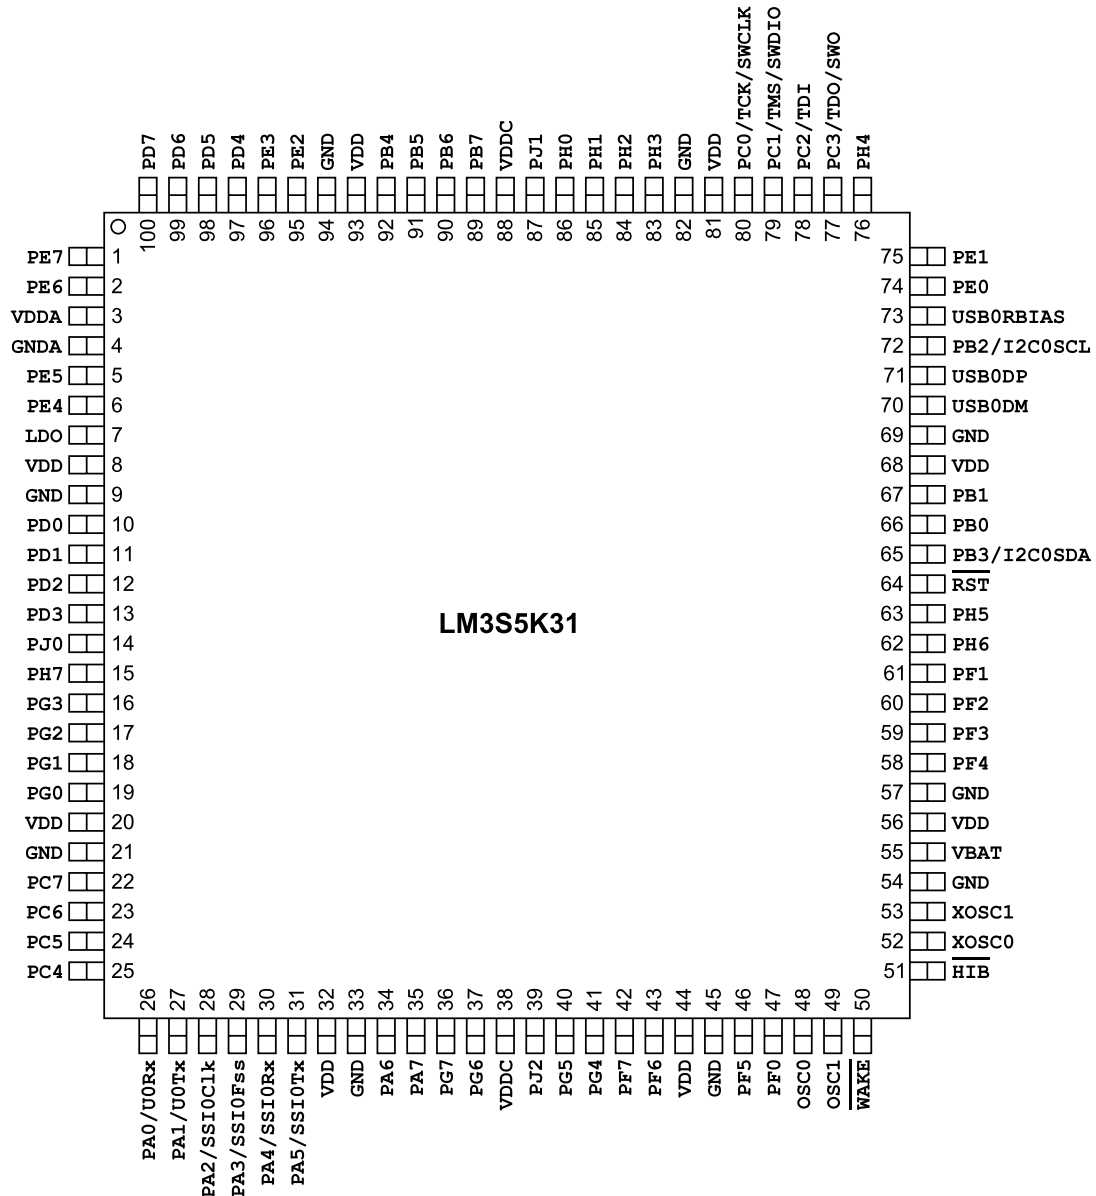 PC0/TCK/SWCLK
PC1/TMS/SWDIO
PC2/TDI
PC3/TDO/SWO
PD7
PD6
PD5
PD4
PE3
PE2
GND
VDD
PB4
PB5
PB6
PB7
VDDC
PJ1
PH0
PH1
PH2
PH3
GND
VDD
PH4
100
99
98
97
96
95
94
93
92
91
90
89
88
87
86
85
84
83
82
81
80
79
78
77
76
PE7 1
PE6 2
VDDA 3
GNDA 4
PE5 5
PE4 6
LDO 7
VDD 8
GND 9
PD0 10
PD1 11
PD2 12
PD3 13
PJ0 14
PH7 15
PG3 16
PG2 17
PG1 18
PG0 19
VDD 20
GND 21
PC7 22
PC6 23
PC5 24
PC4 25
LM3S5K31
75 PE1
74 PE0
73 USB0RBIAS
72 PB2/I2C0SCL
71 USB0DP
70 USB0DM
69 GND
68 VDD
67 PB1
66 PB0
65 PB3/I2C0SDA
64 RST
63 PH5
62 PH6
61 PF1
60 PF2
59 PF3
58 PF4
57 GND
56 VDD
55 VBAT
54 GND
53 XOSC1
52 XOSC0
51 HIB
26
27
28
29
30
31
32
33
34
35
36
37
38
39
40
41
42
43
44
45
46
47
48
49
50
PA0/U0Rx
PA1/U0Tx
PA2/SSI0Clk
PA3/SSI0Fss
PA4/SSI0Rx
PA5/SSI0Tx
VDD
GND
PA6
PA7
PG7
PG6
VDDC
PJ2
PG5
PG4
PF7
PF6
VDD
GND
PF5
PF0
OSC0
OSC1
WAKE